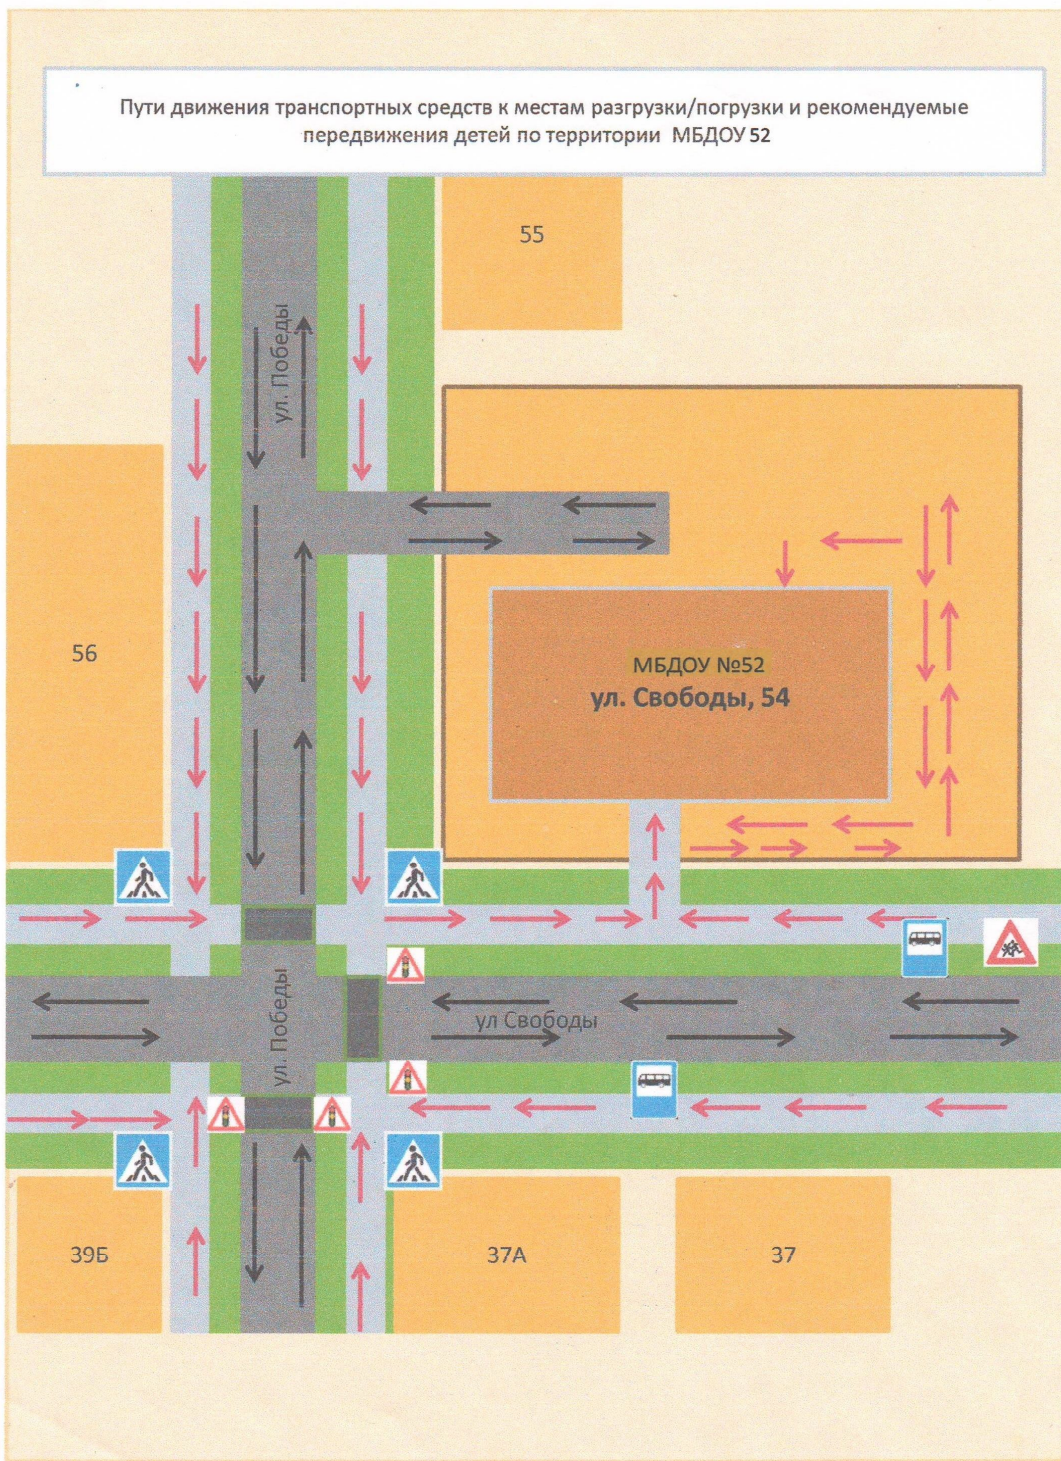 Пути движения транспортных средств к местам разгрузки/погрузки и рекомендуемые
передвижения детей по территории МБДОУ 52
55
ул. Победы
56
МБДОУ №52
ул. Свободы, 54
ул. Победы
ул Свободы
39Б
37А
37